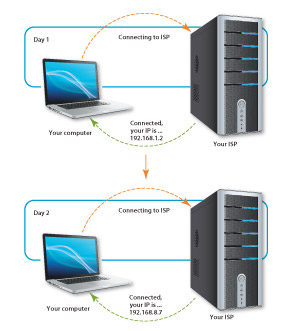 Day 1
Connecting to ISP
Connected,
your IP is ...
192.168.1.2
Your computer
Your ISP
Day 2
Connecting to ISP
Connected,
your IP is ...
192.168.8.7
Your computer
Your ISP